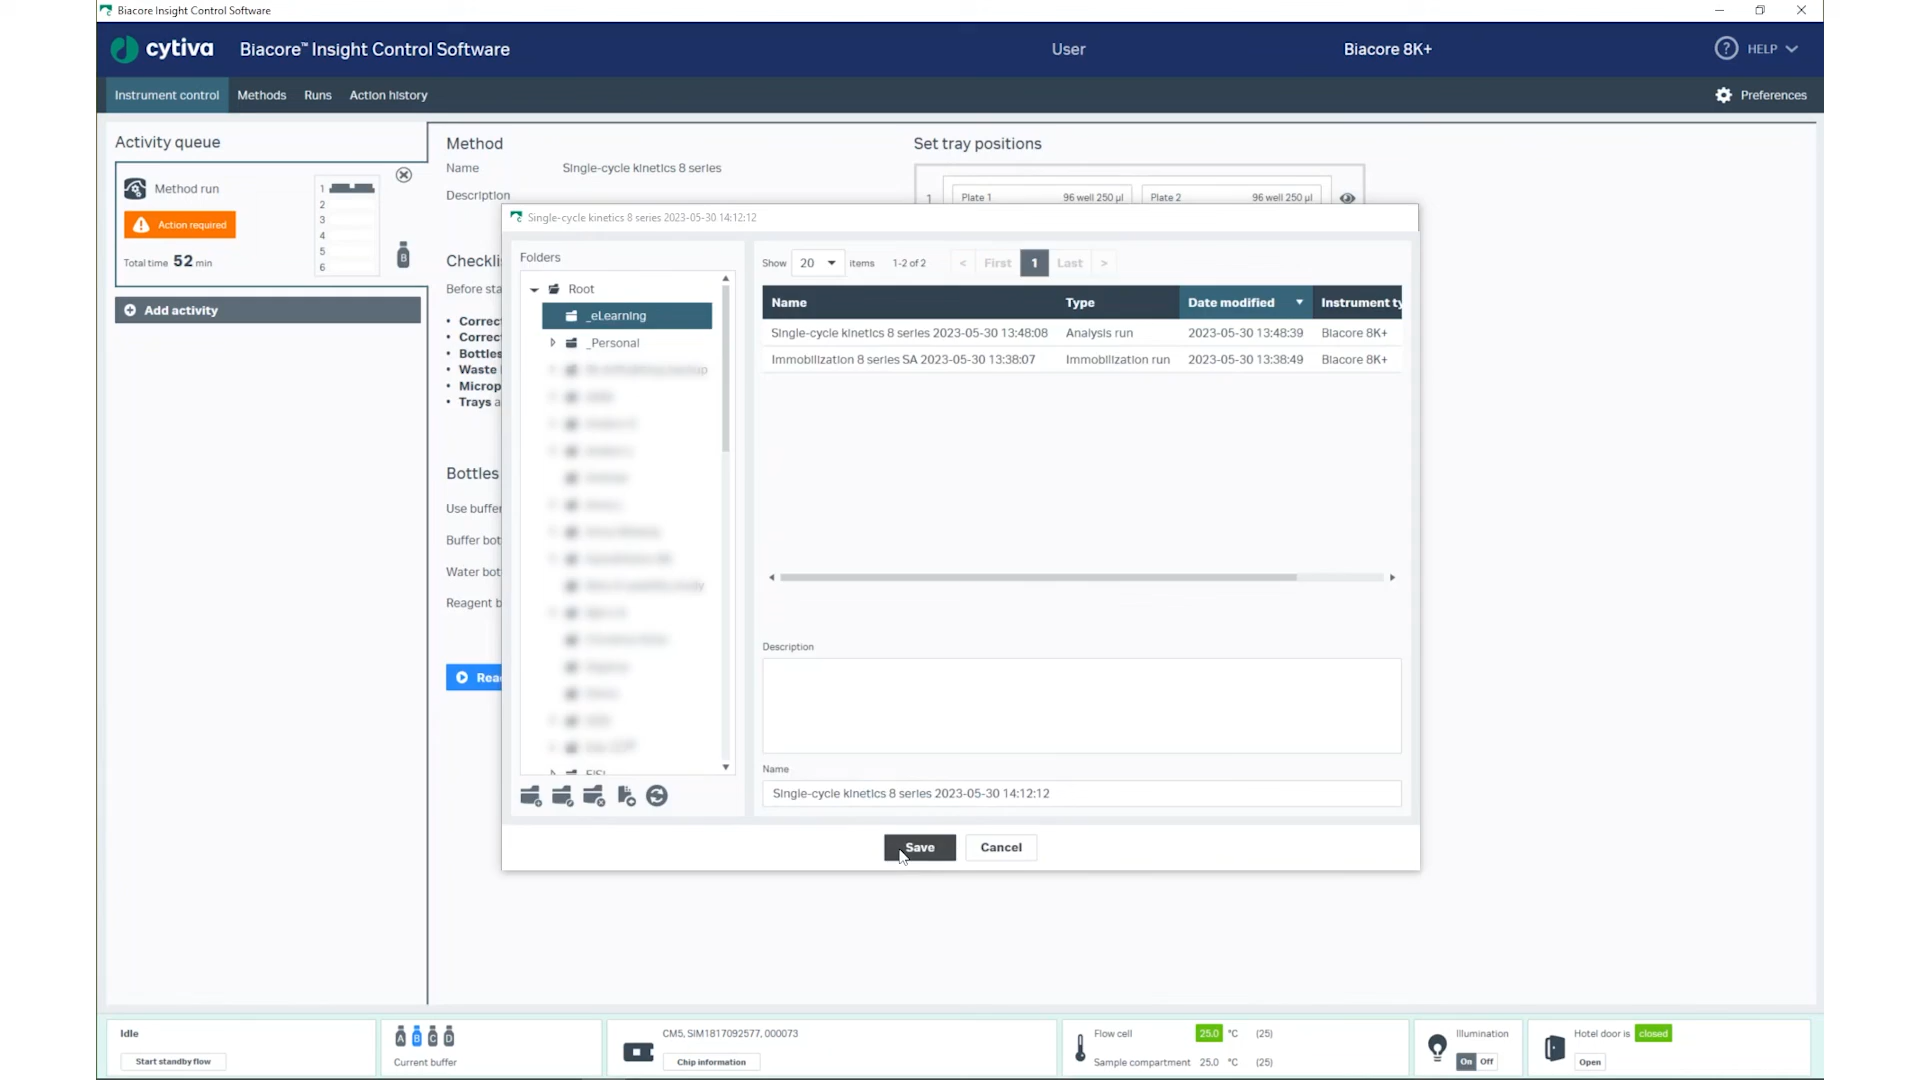 Biacore Insight Control Software
cytiva
Biacore™ Insight Control Software
User
Biacore 8K+
? HELP
Instrument control
Methods
Runs
Action history
Preferences
Activity queue
Method run
Action required
Total time 52 min
1
2
3
4
5
6
B
Add activity
Method
Name
Single-cycle kinetics 8 series
Description
Set tray positions
1
Plate 1
96 well 250 µl
Plate 2
96 well 250 µl
Before sta
• Correc
• Correc
• Bottles
• Waste
• Microp
• Trays a
Bottles
Use buffer
Buffer bot
Water bot
Reagent b
Rea
Single-cycle kinetics 8 series 2023-05-30 14:12:12
Folders
Root
_eLearning
_Personal
Show 20 items 1-2 of 2 < First 1 Last >
Name Type Date modified Instrument ty
Single-cycle kinetics 8 series 2023-05-30 13:48:08 Analysis run 2023-05-30 13:48:39 Biacore 8K+
Immobilization 8 series SA 2023-05-30 13:38:07 Immobilization run 2023-05-30 13:38:49 Biacore 8K+
Description
Name
Single-cycle kinetics 8 series 2023-05-30 14:12:12
Save
Cancel
Idle
Start standby flow
A B C D
Current buffer
CM5, SIM1817092577, 000073
Chip information
Flow cell 25.0 °C (25)
Sample compartment 25.0 °C (25)
Illumination
On Off
Hotel door is closed
Open